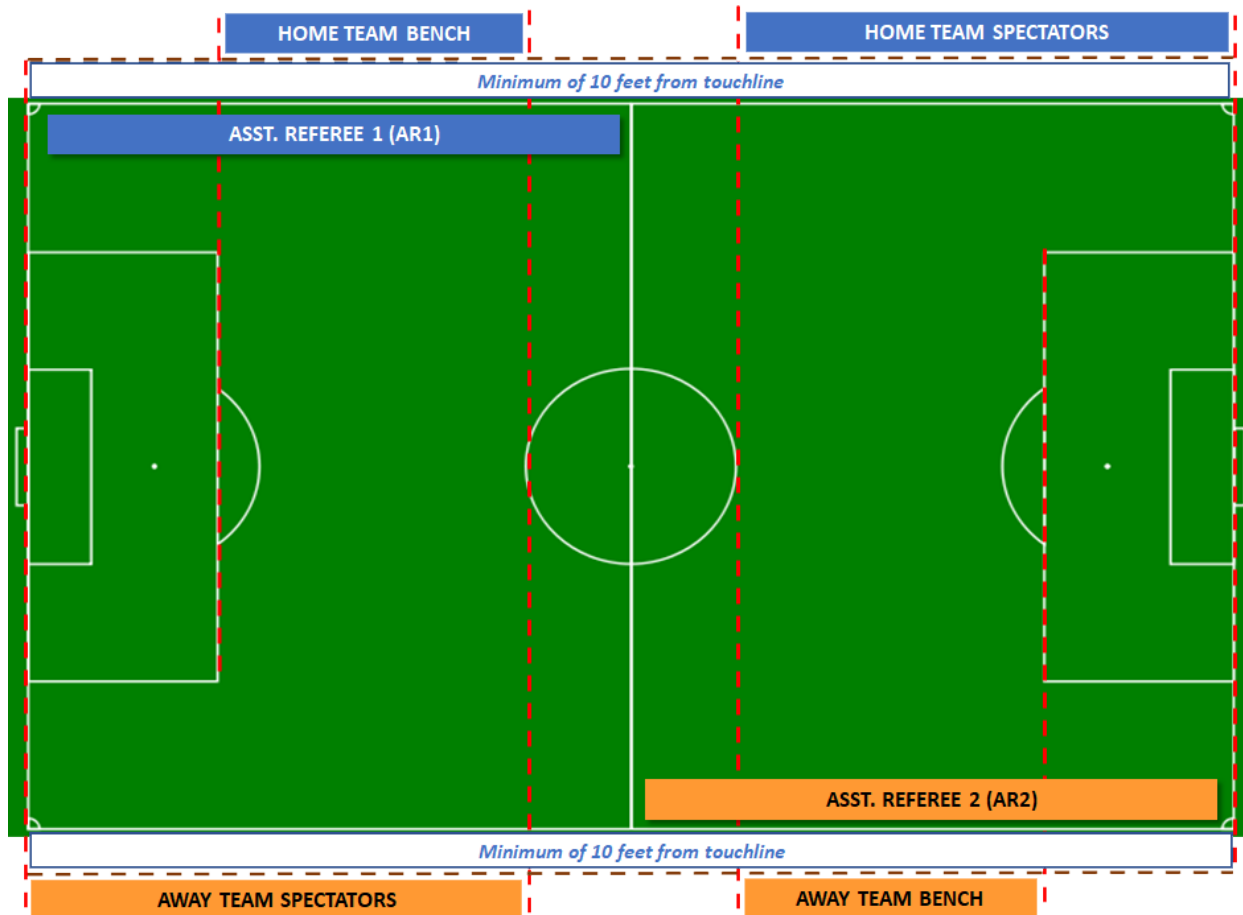 HOME TEAM BENCH
HOME TEAM SPECTATORS
Minimum of 10 feet from touchline
ASST. REFEREE 1 (AR1)
ASST. REFEREE 2 (AR2)
Minimum of 10 feet from touchline
AWAY TEAM SPECTATORS
AWAY TEAM BENCH